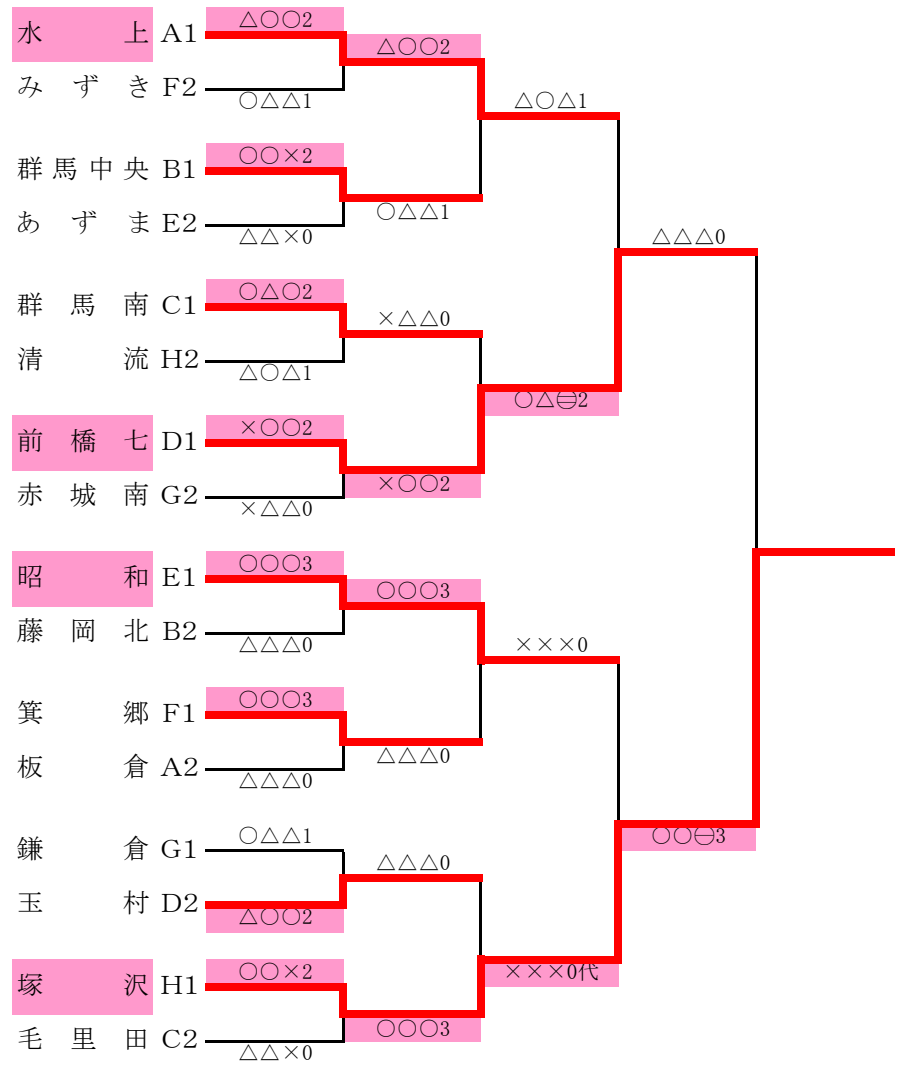 △○○2
水上 A1
△○○2
みずき F2
○△△1
△○△1
○○×2
群馬中央 B1
○△△1
あずま E2
△△×0
△△△0
○△○2
群馬南 C1
×△△0
清流 H2
△○△1
○△⊖2
×○○2
前橋七 D1
×○○2
赤城南 G2
×△△0
○○○3
昭和 E1
○○○3
藤岡北 B2
△△△0
×××0
○○○3
箕郷 F1
△△△0
板倉 A2
△△△0
○○⊖3
○△△1
鎌倉 G1
△△△0
玉村 D2
△○○2
○○×2
×××0代
塚沢 H1
○○○3
毛里田 C2
△△×0